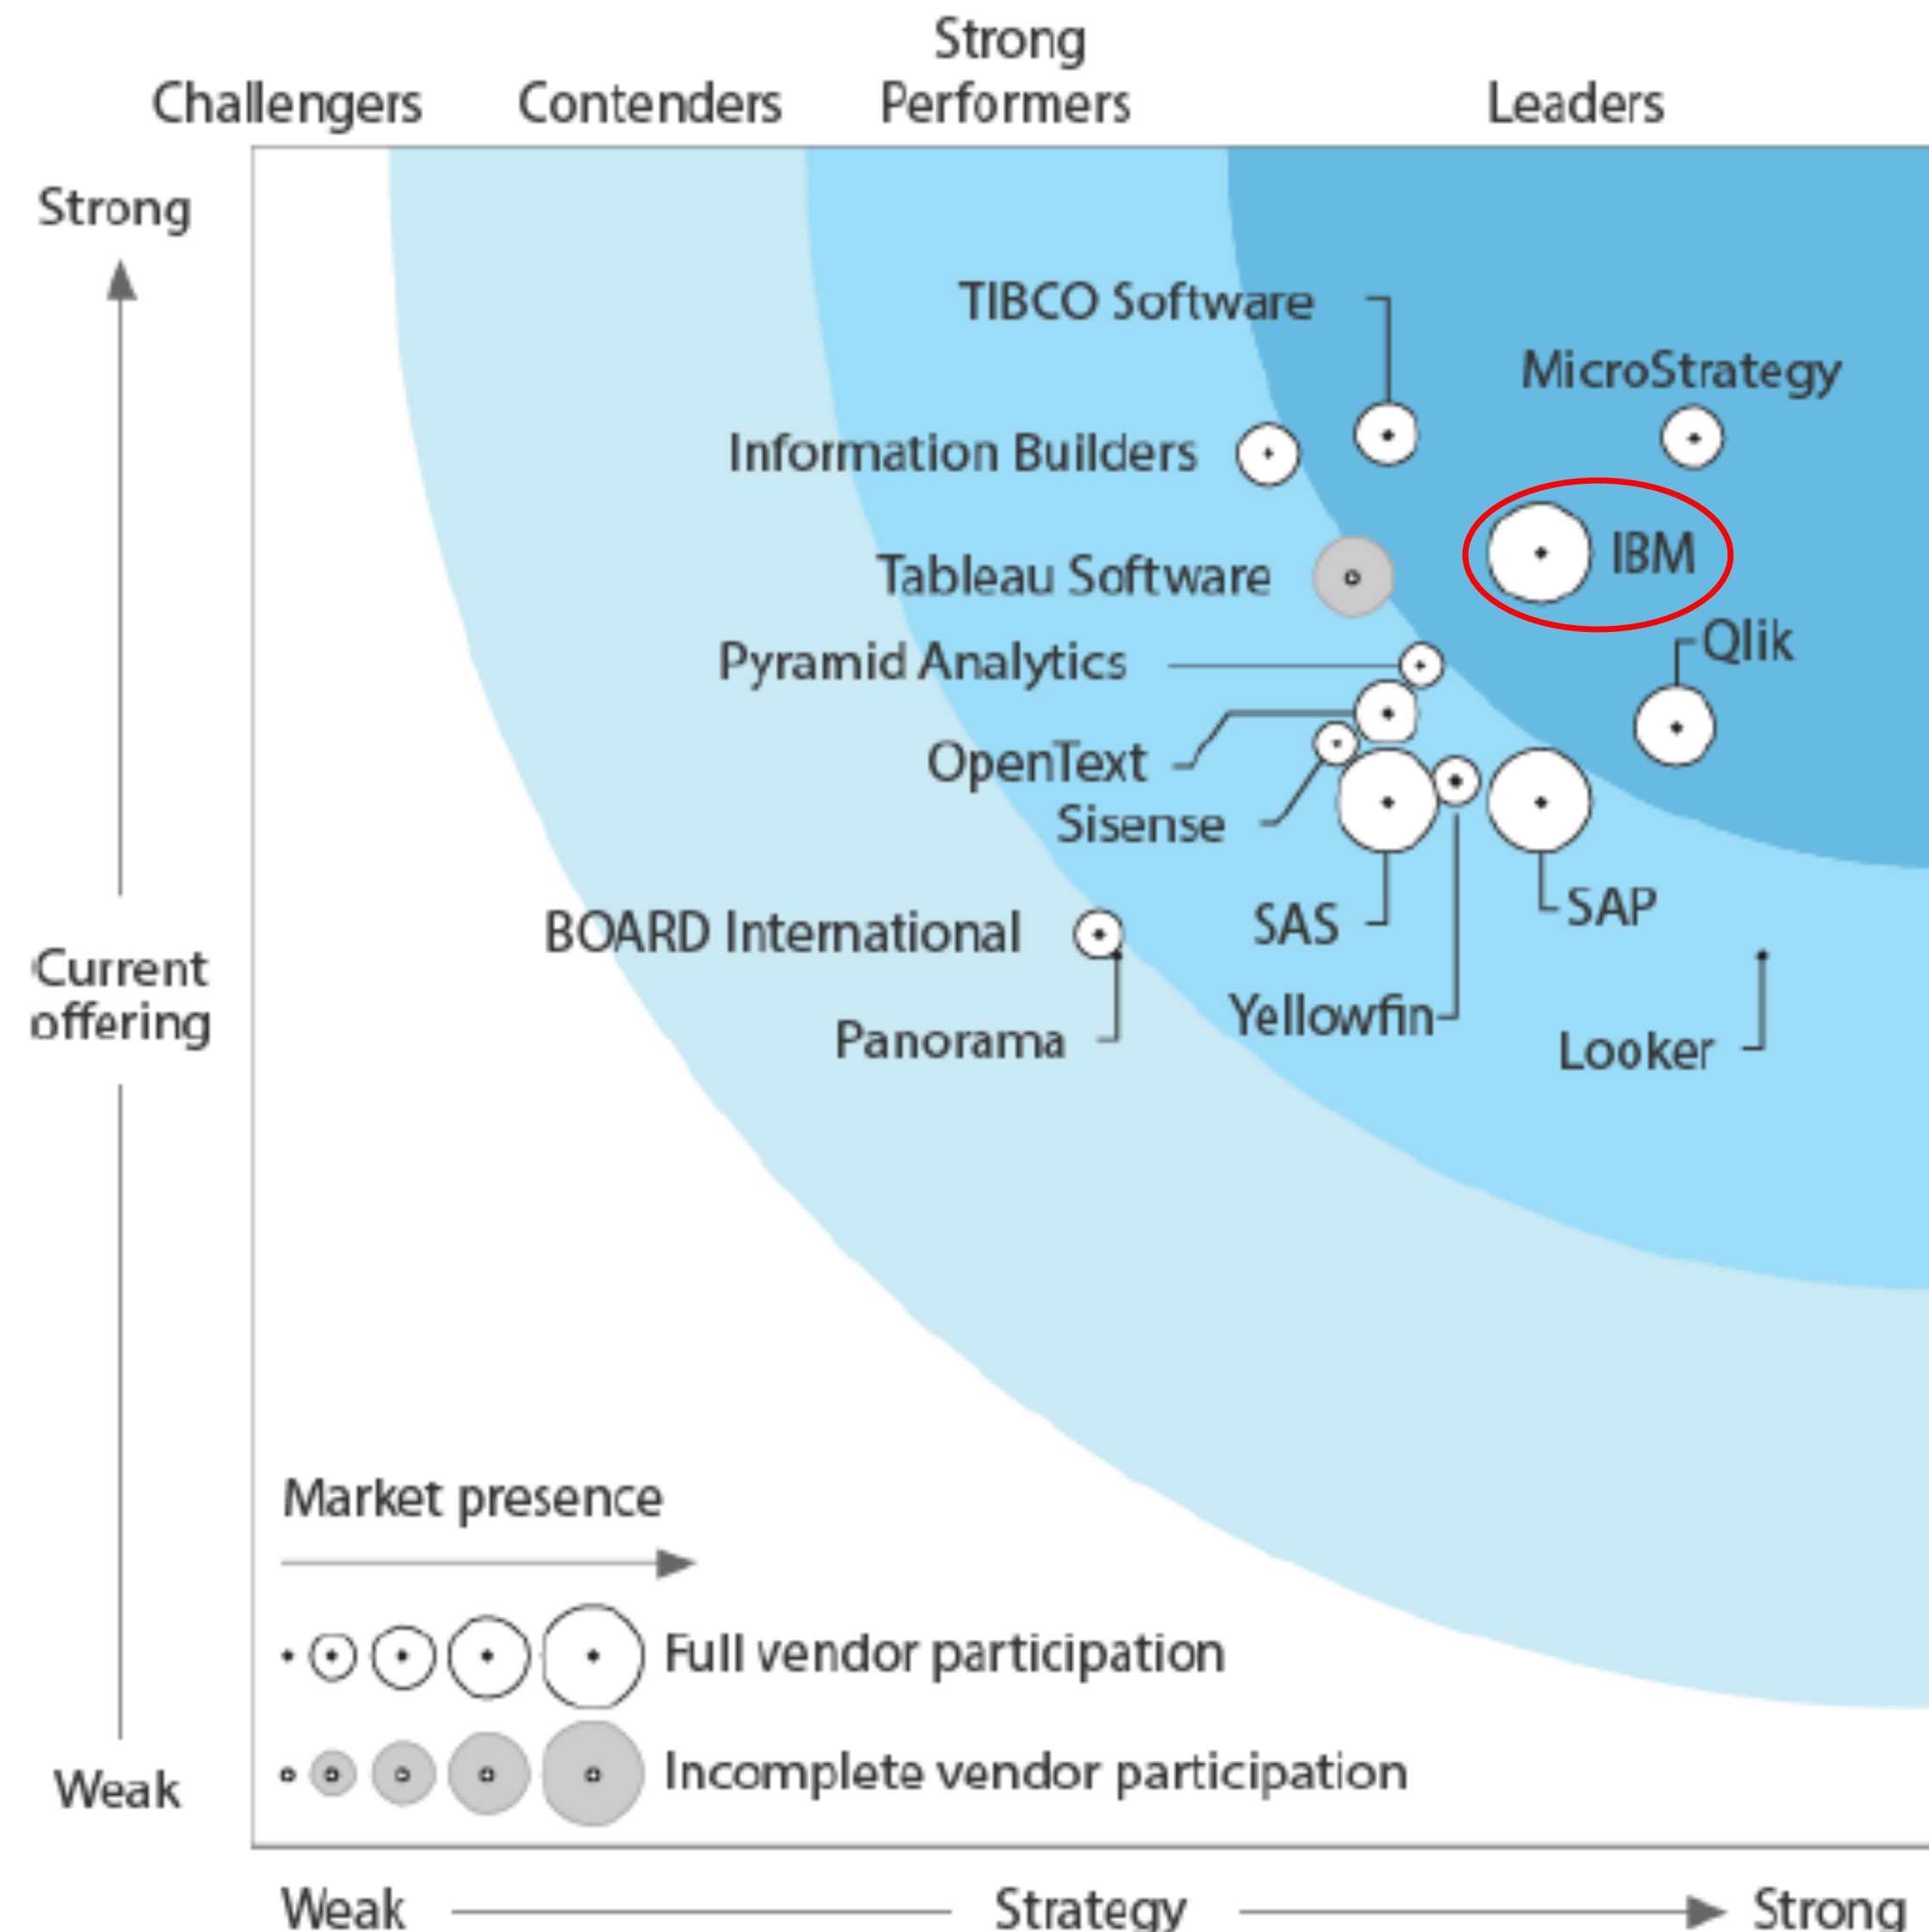 Strong
Challengers Contenders Performers Leaders
Strong
TIBCO Software
MicroStrategy
Information Builders
IBM
Tableau Software
Qlik
Pyramid Analytics
OpenText
Sisense
SAP
SAS
BOARD International
Current
offering
Yellowfin
Panorama
Looker
Market presence
Full vendor participation
Incomplete vendor participation
Weak
Weak Strategy Strong